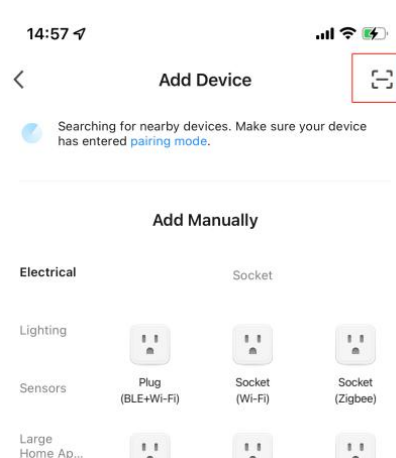 14:57
Add Device
Searching for nearby devices. Make sure your device
has entered pairing mode.
Add Manually
Electrical
Socket
Lighting
Plug
(BLE+Wi-Fi)
Socket
(Wi-Fi)
Socket
(Zigbee)
Sensors
Large
Home Ap...